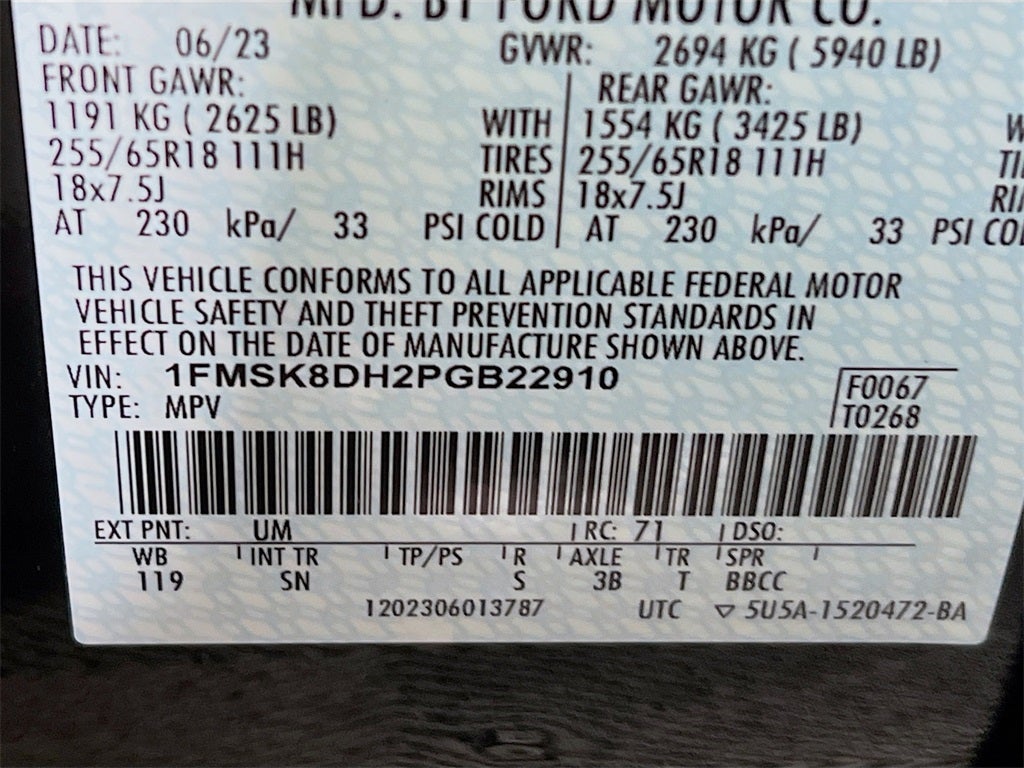 MFD. BY FORD MOTOR CO.
DATE: 06/23 GVWR: 2694 KG ( 5940 LB)
FRONT GAWR: REAR GAWR:
1191 KG ( 2625 LB) WITH 1554 KG ( 3425 LB) W
255/65R18 111H TIRES 255/65R18 111H TI
18x7.5J RIMS 18x7.5J RI
AT 230 kPa/ 33 PSI COLD AT 230 kPa/ 33 PSI CO
THIS VEHICLE CONFORMS TO ALL APPLICABLE FEDERAL MOTOR
VEHICLE SAFETY AND THEFT PREVENTION STANDARDS IN
EFFECT ON THE DATE OF MANUFACTURE SHOWN ABOVE.
VIN: 1FMSK8DH2PGB22910
TYPE: MPV
F0067
T0268
EXT PNT: UM RC: 71 DSO:
WB INT TR TP/PS R AXLE TR SPR
119 SN S 3B T BBCC
1202306013787 UTC ▽ 5U5A-1520472-BA